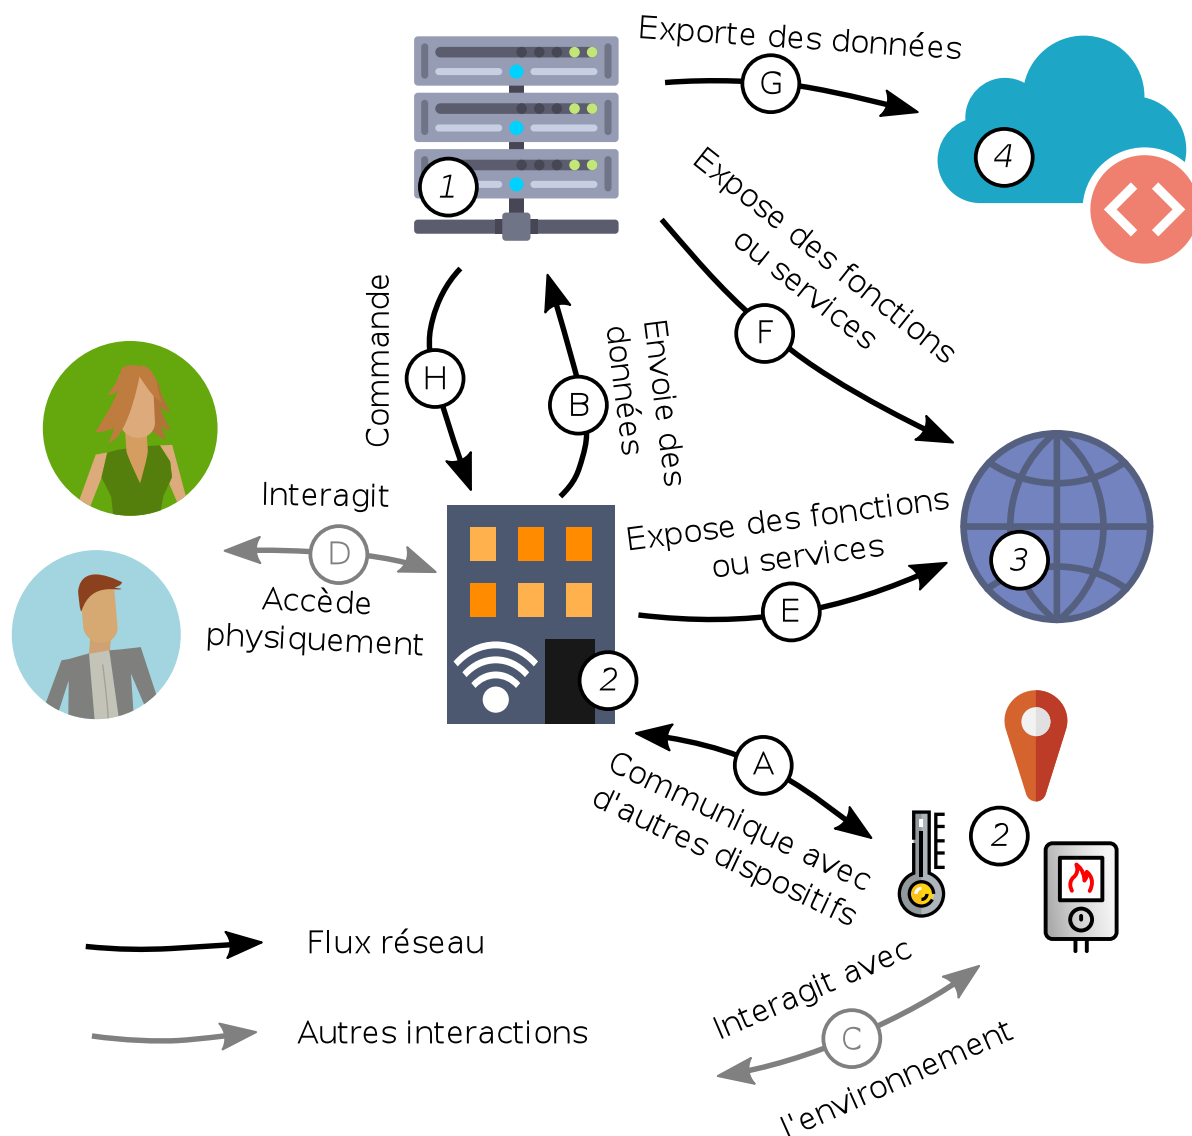 Exporte des données
G
4
1
Expose des fonctions
ou services
F
Commande
H
B
Envoie des
données
Interagit
D
Accède
physiquement
Expose des fonctions
ou services
E
3
2
A
Communique avec
d'autres dispositifs
2
Flux réseau
Autres interactions
Interagit avec
C
l'environnement